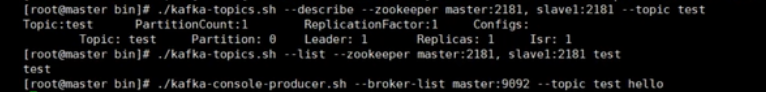 [root@master bin]# ./kafka-topics.sh --describe --zookeeper master:2181, slave1:2181 --topic test
Topic:test PartitionCount:1 ReplicationFactor:1 Configs:
Topic: test Partition: 0 Leader: 1 Replicas: 1 Isr: 1
[root@master bin]# ./kafka-topics.sh --list --zookeeper master:2181, slave1:2181 test
test
[root@master bin]# ./kafka-console-producer.sh --broker-list master:9092 --topic test hello